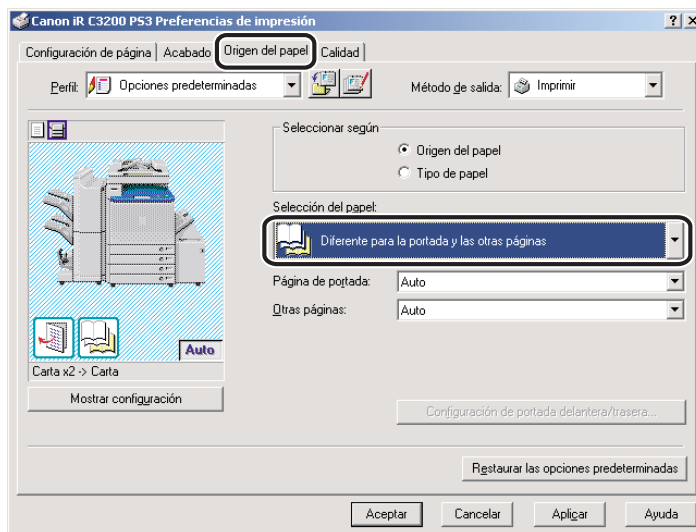 Canon iR C3200 PS3 Preferencias de impresión
Configuración de página Acabado Origen del papel Calidad
Perfil: Opciones predeterminadas Método de salida: Imprimir
Seleccionar según
Origen del papel
Tipo de papel
Selección del papel:
Diferente para la portada y las otras páginas
Página de portada: Auto
Otras páginas: Auto
Auto
Carta x2 -> Carta
Mostrar configuración
Configuración de portada delantera/trasera...
Restaurar las opciones predeterminadas
Aceptar Cancelar Aplicar Ayuda